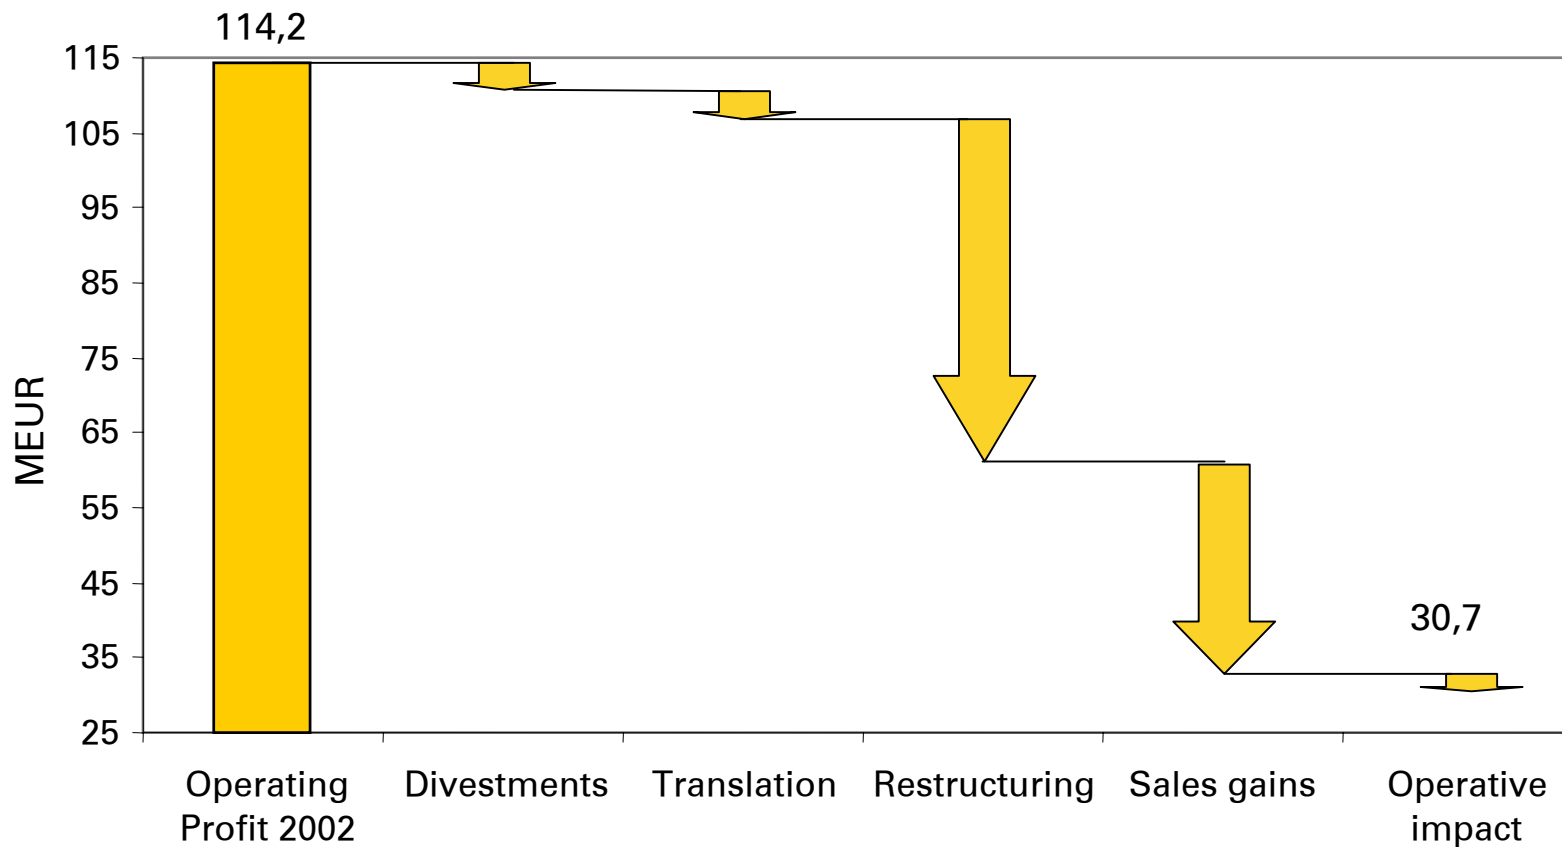 114,2
115
105
95
85
75
65
55
45
35
25
MEUR
30,7
Operating
Profit 2002
Divestments
Translation
Restructuring
Sales gains
Operative
impact